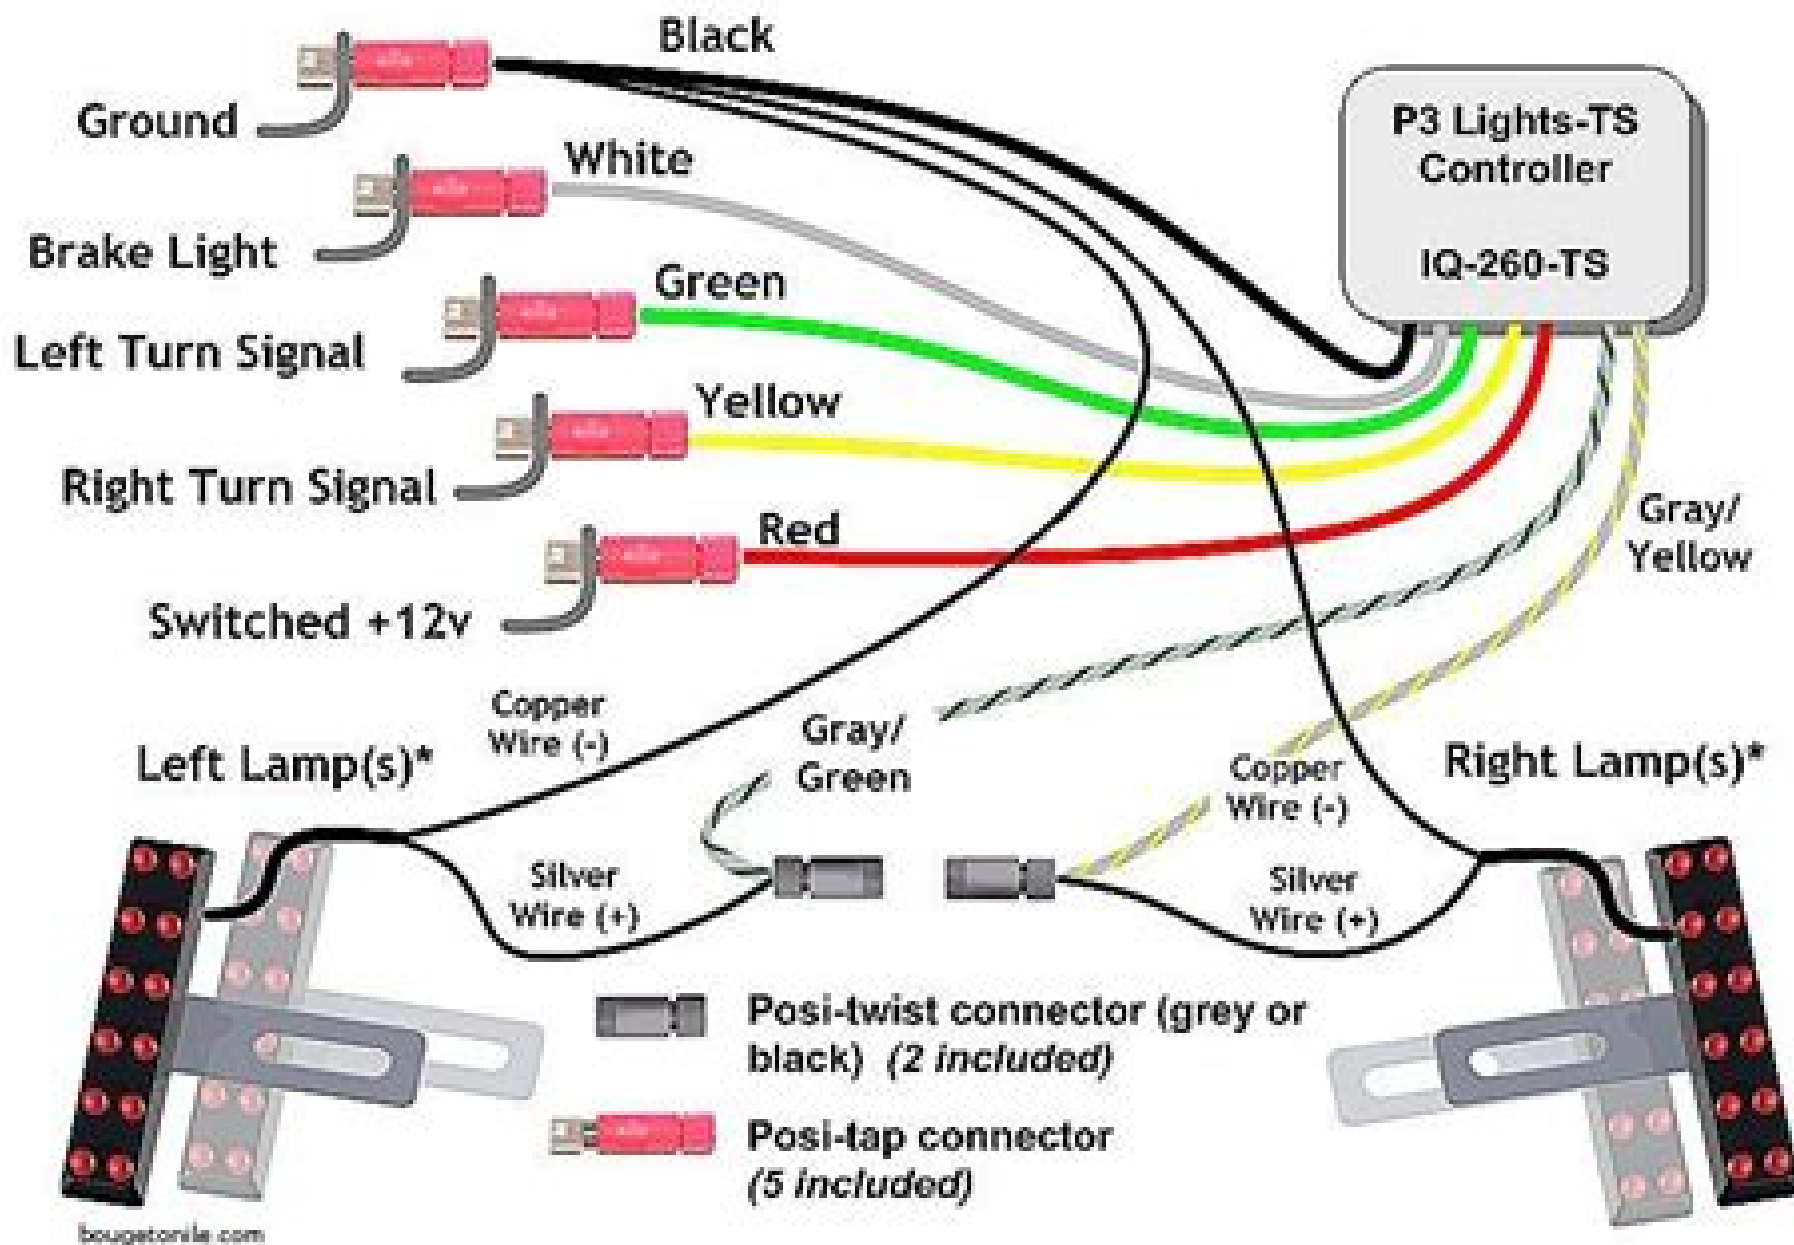 Black
Ground
P3 Lights-TS
Controller
IQ-260-TS
White
Brake Light
Green
Left Turn Signal
Yellow
Right Turn Signal
Red
Switched +12v
Gray/
Yellow
Copper
Wire (-)
Left Lamp(s)*
Gray/
Green
Copper
Wire (-)
Right Lamp(s)*
Silver
Wire (+)
Silver
Wire (+)
Posi-twist connector (grey or
black) (2 included)
Posi-tap connector
(5 included)
bougetonile.com